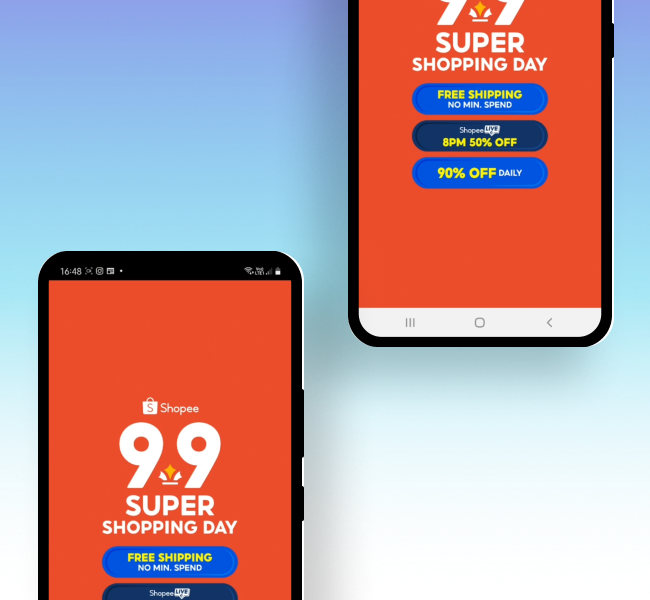 9.9
SUPER
SHOPPING DAY
FREE SHIPPING
NO MIN. SPEND
Shopee LIVE
8PM 50% OFF
90% OFF DAILY
16:48
Shopee
9.9
SUPER
SHOPPING DAY
FREE SHIPPING
NO MIN. SPEND
Shopee LIVE